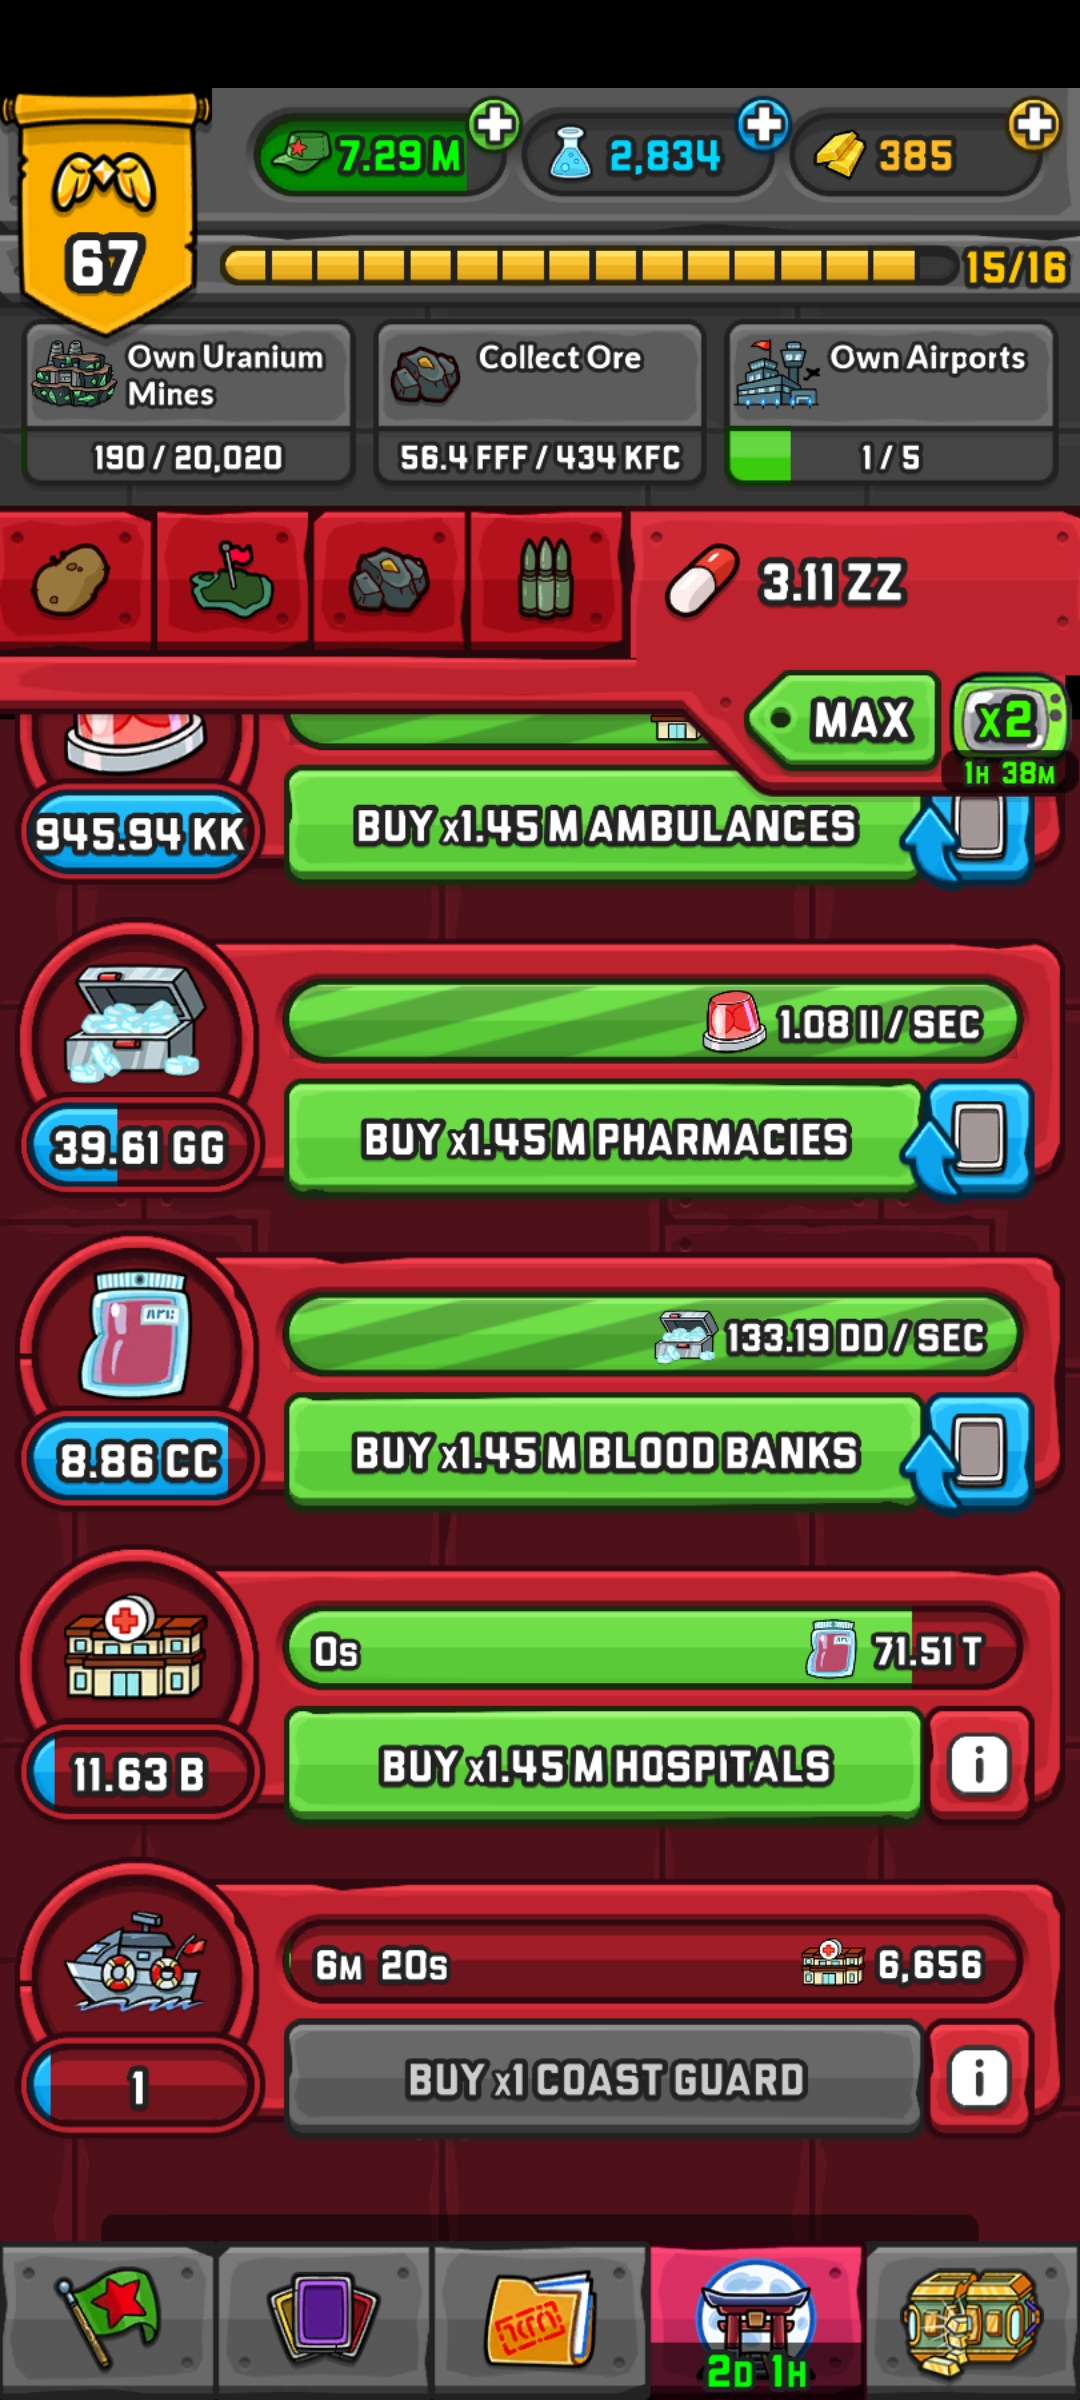 7.29 M
2,834
385
67
15/16
Own Uranium
Mines
190 / 20,020
Collect Ore
56.4 FFF / 434 KFC
Own Airports
1 / 5
3.11 ZZ
MAX
x2
1H 38M
945.94 KK
BUY x1.45 M AMBULANCES
1.08 II / SEC
39.61 GG
BUY x1.45 M PHARMACIES
133.19 DD / SEC
8.86 CC
BUY x1.45 M BLOOD BANKS
0s
71.51 T
11.63 B
BUY x1.45 M HOSPITALS
i
6M 20s
6,656
1
BUY x1 COAST GUARD
i
2D 1H